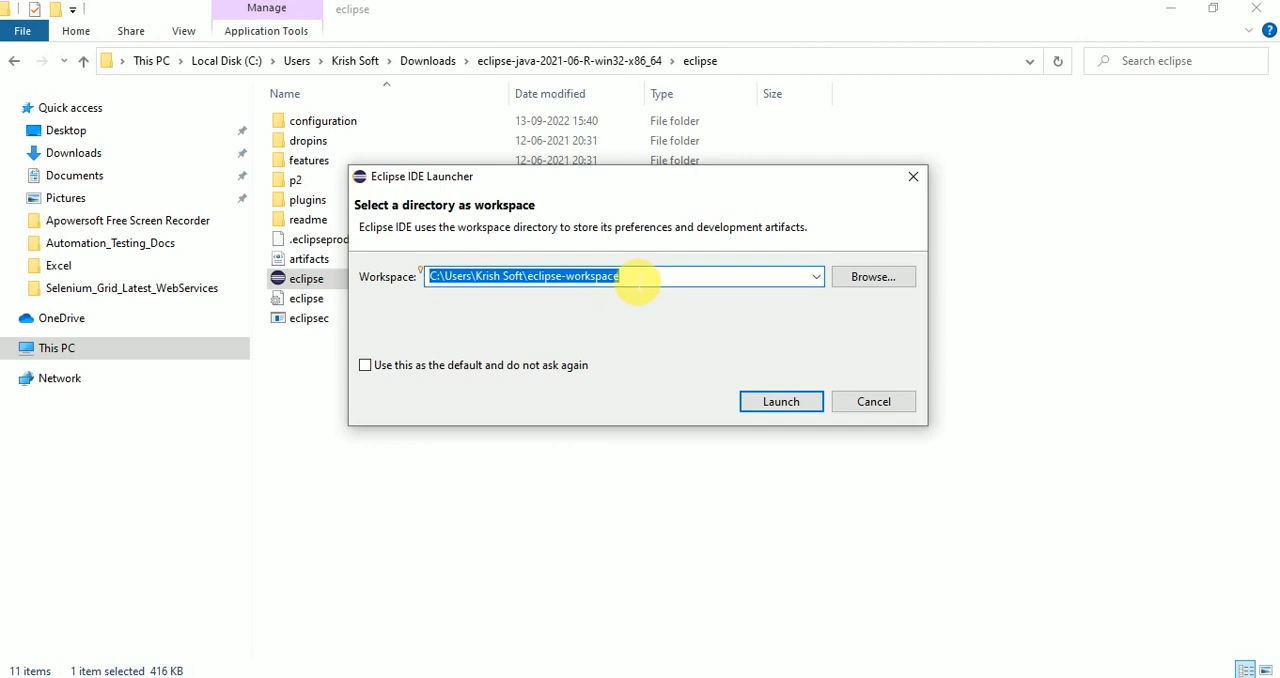 Manage
eclipse
File
Home
Share
View
Application Tools
This PC
Local Disk (C:)
Users
Krish Soft
Downloads
eclipse-java-2021-06-R-win32-x86_64
eclipse
Search eclipse
Name
Date modified
Type
Size
Quick access
Desktop
Downloads
Documents
Pictures
Apowersoft Free Screen Recorder
Automation_Testing_Docs
Excel
Selenium_Grid_Latest_WebServices
OneDrive
This PC
Network
configuration 13-09-2022 15:40 File folder
dropins 12-06-2021 20:31 File folder
features 12-06-2021 20:31 File folder
p2
plugins
readme
.eclipseprod
artifacts
eclipse
eclipse
eclipsec
Eclipse IDE Launcher
Select a directory as workspace
Eclipse IDE uses the workspace directory to store its preferences and development artifacts.
Workspace: C:\Users\Krish Soft\eclipse-workspace
Browse...
Use this as the default and do not ask again
Launch
Cancel
11 items 1 item selected 416 KB